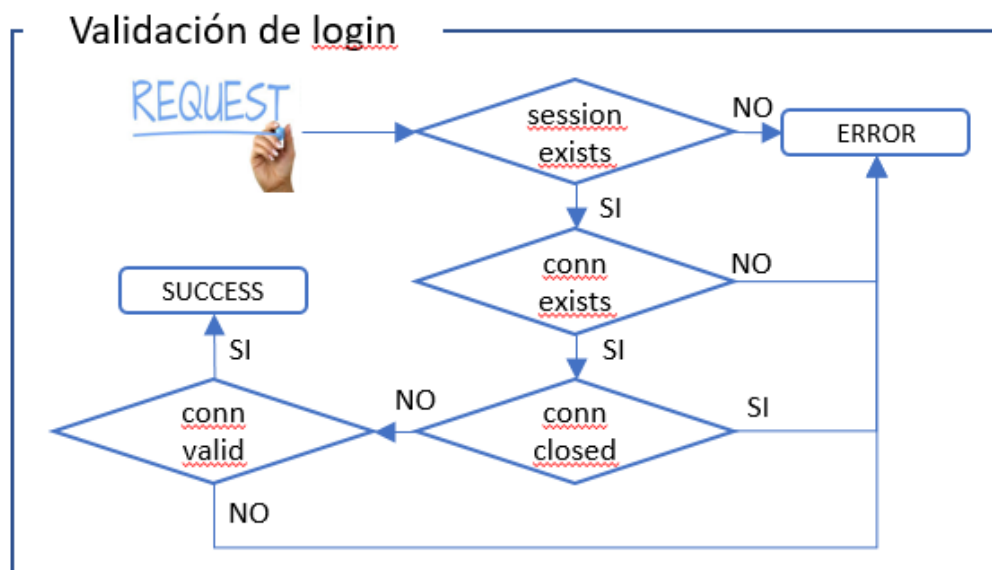 Validación de login
REQUEST
session
exists
NO
ERROR
SI
conn
exists
NO
SUCCESS
SI
SI
conn
valid
NO
conn
closed
SI
NO